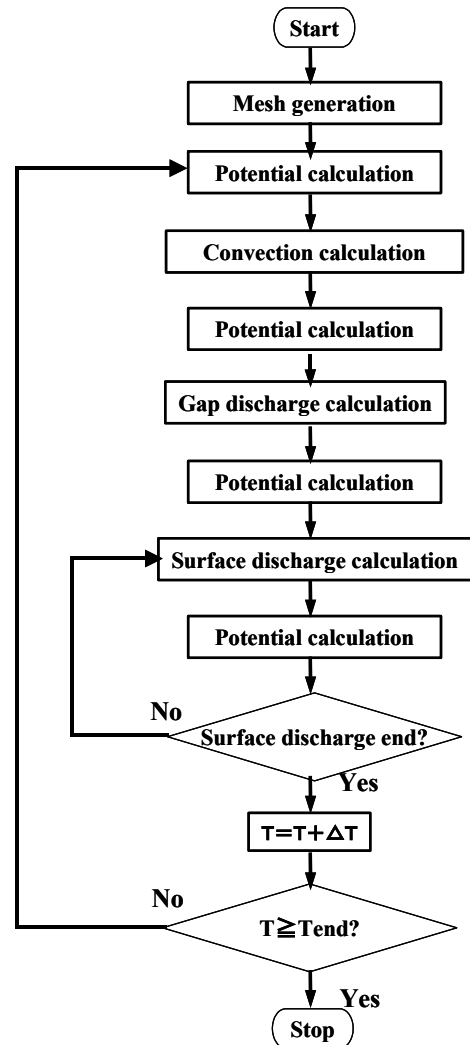 Start
Mesh generation
Potential calculation
Convection calculation
Potential calculation
Gap discharge calculation
Potential calculation
Surface discharge calculation
Potential calculation
No
Surface discharge end?
Yes
T=T+△T
No
T≧Tend?
Yes
Stop